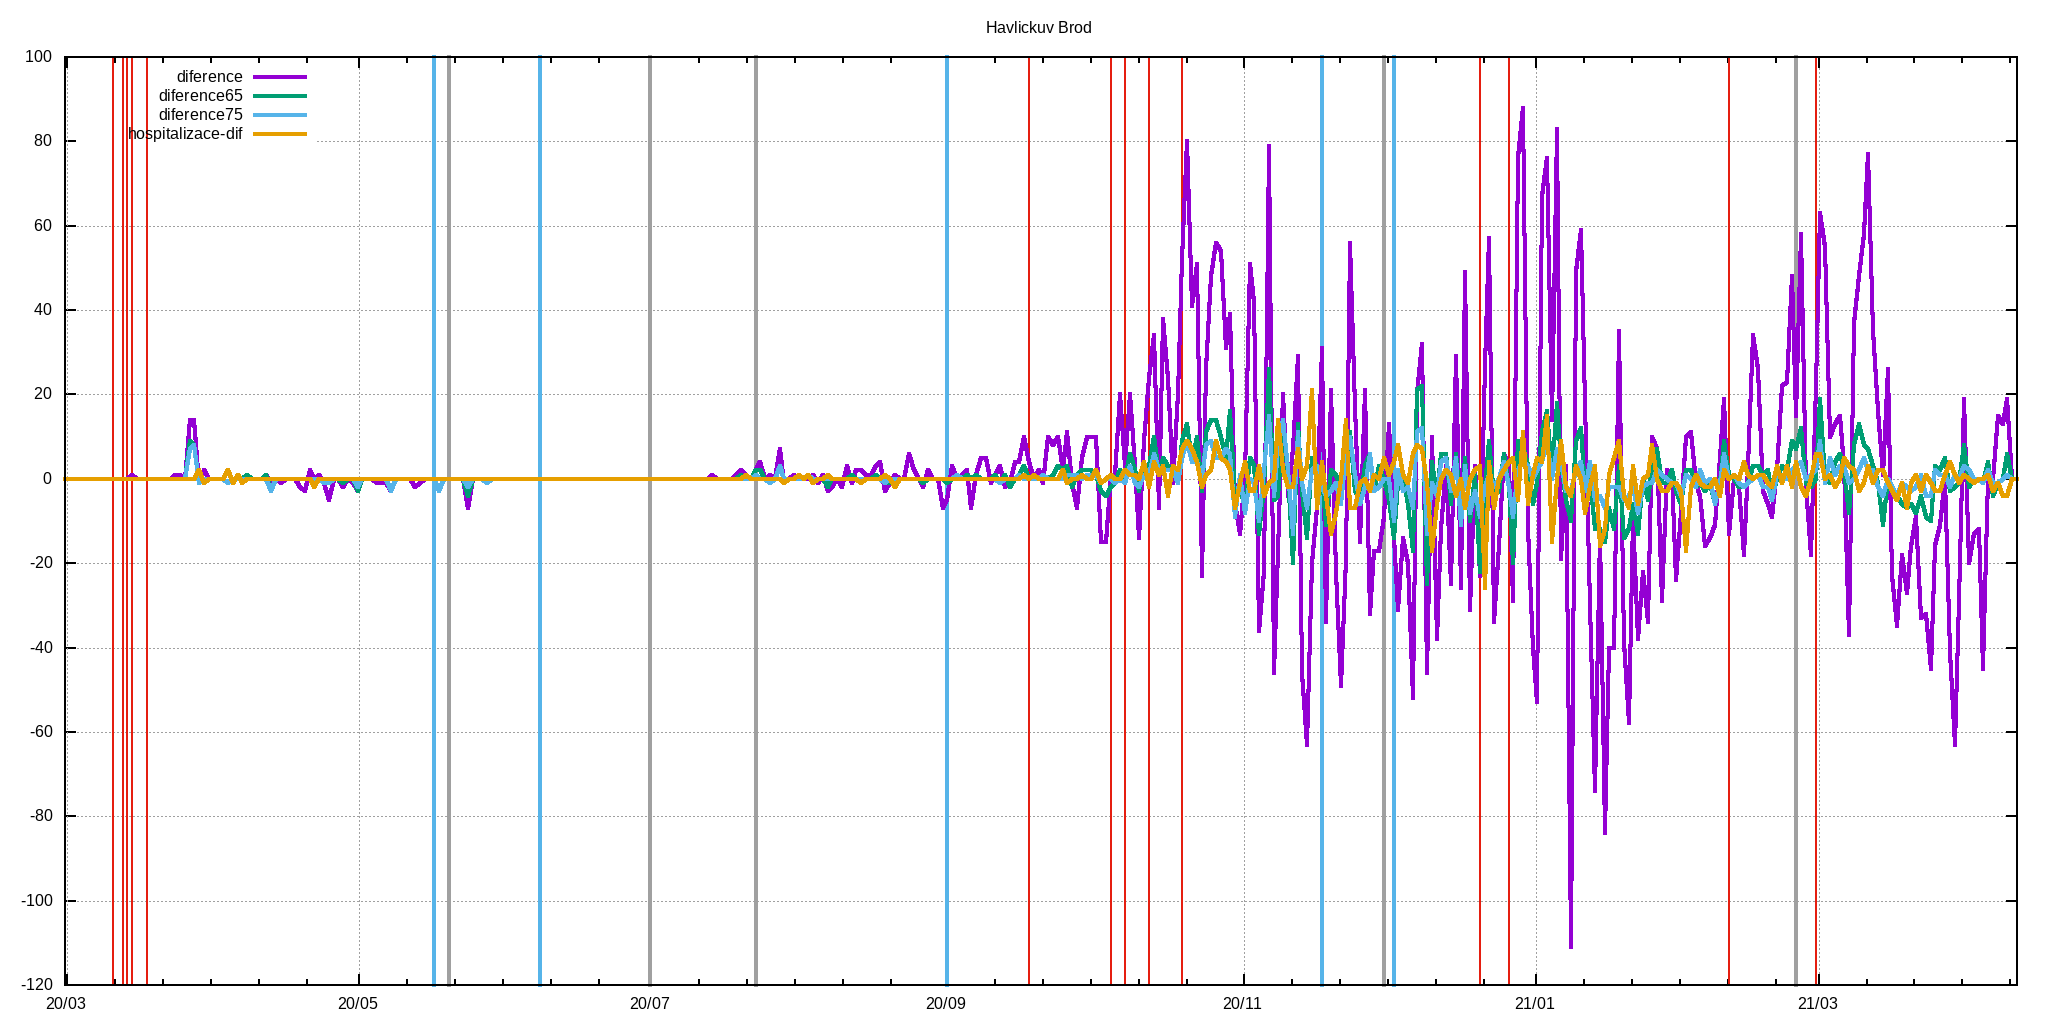 Havlickuv Brod
diference
diference65
diference75
hospitalizace-dif
100
80
60
40
20
0
-20
-40
-60
-80
-100
-120
20/03 20/05 20/07 20/09 20/11 21/01 21/03